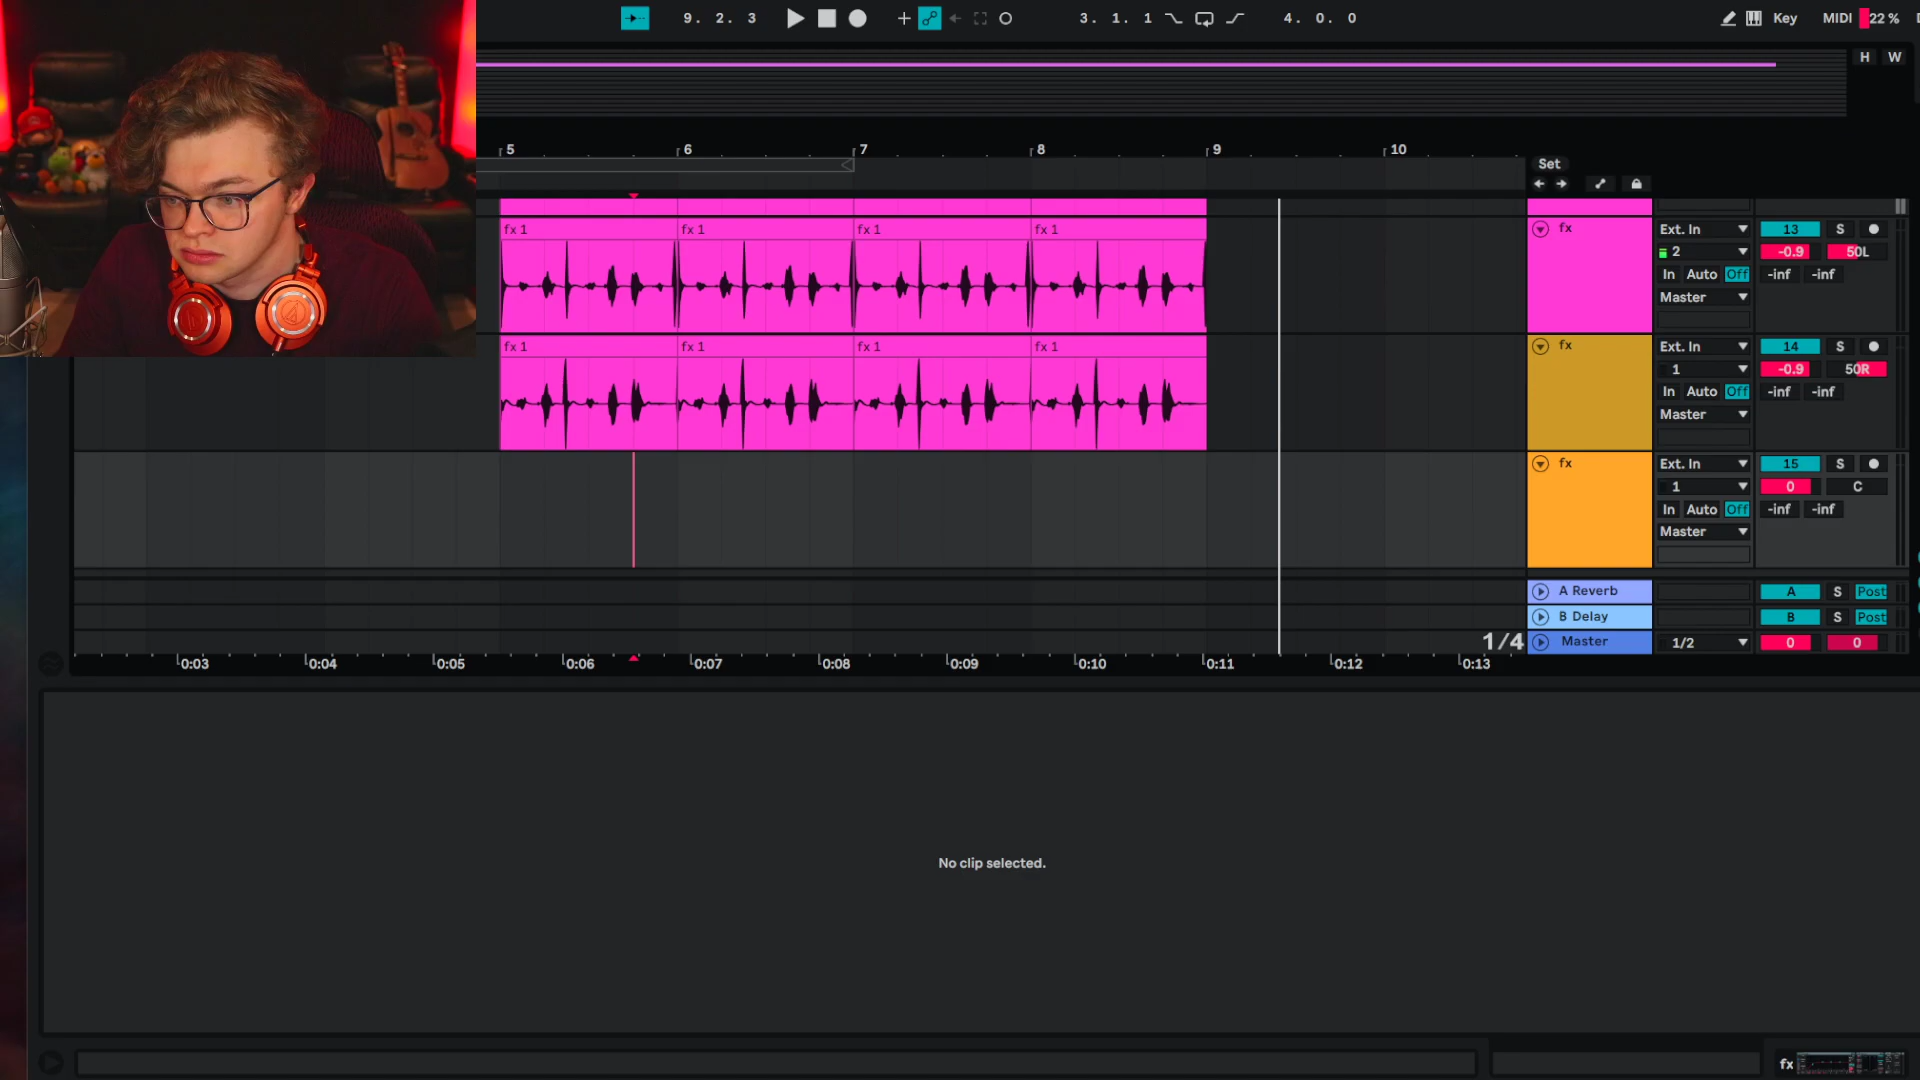 9. 2. 3 3. 1. 1 4. 0. 0 Key MIDI 22 %
H W
5 6 7 8 9 10
Set
fx 1 fx 1 fx 1 fx 1 fx Ext. In 13 S
2 -0.9 50L
In Auto Off -inf -inf
Master
fx 1 fx 1 fx 1 fx 1 fx Ext. In 14 S
1 -0.9 50R
In Auto Off -inf -inf
Master
fx Ext. In 15 S
1 0 C
In Auto Off -inf -inf
Master
A Reverb A S Post
B Delay B S Post
1/4 Master 1/2 0 0
0:03 0:04 0:05 0:06 0:07 0:08 0:09 0:10 0:11 0:12 0:13
No clip selected.
fx